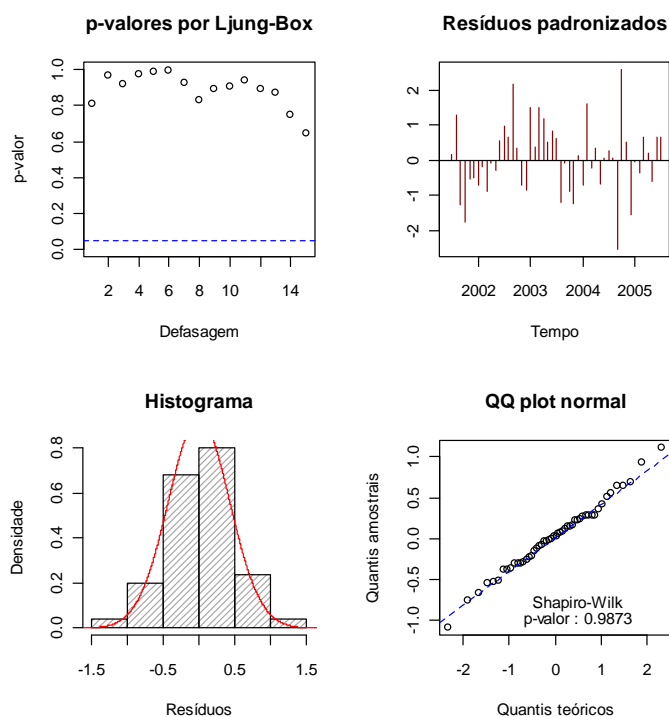 p-valores por Ljung-Box
p-valor
0.0 0.2 0.4 0.6 0.8 1.0
2 4 6 8 10 14
Defasagem
Resíduos padronizados
-2 -1 0 1 2
2002 2003 2004 2005
Tempo
Histograma
Densidade
0.0 0.2 0.4 0.6 0.8
-1.5 -0.5 0.5 1.5
Resíduos
QQ plot normal
Quantis amostrais
-1.0 -0.5 0.0 0.5 1.0
Shapiro-Wilk
p-valor : 0.9873
-2 -1 0 1 2
Quantis teóricos